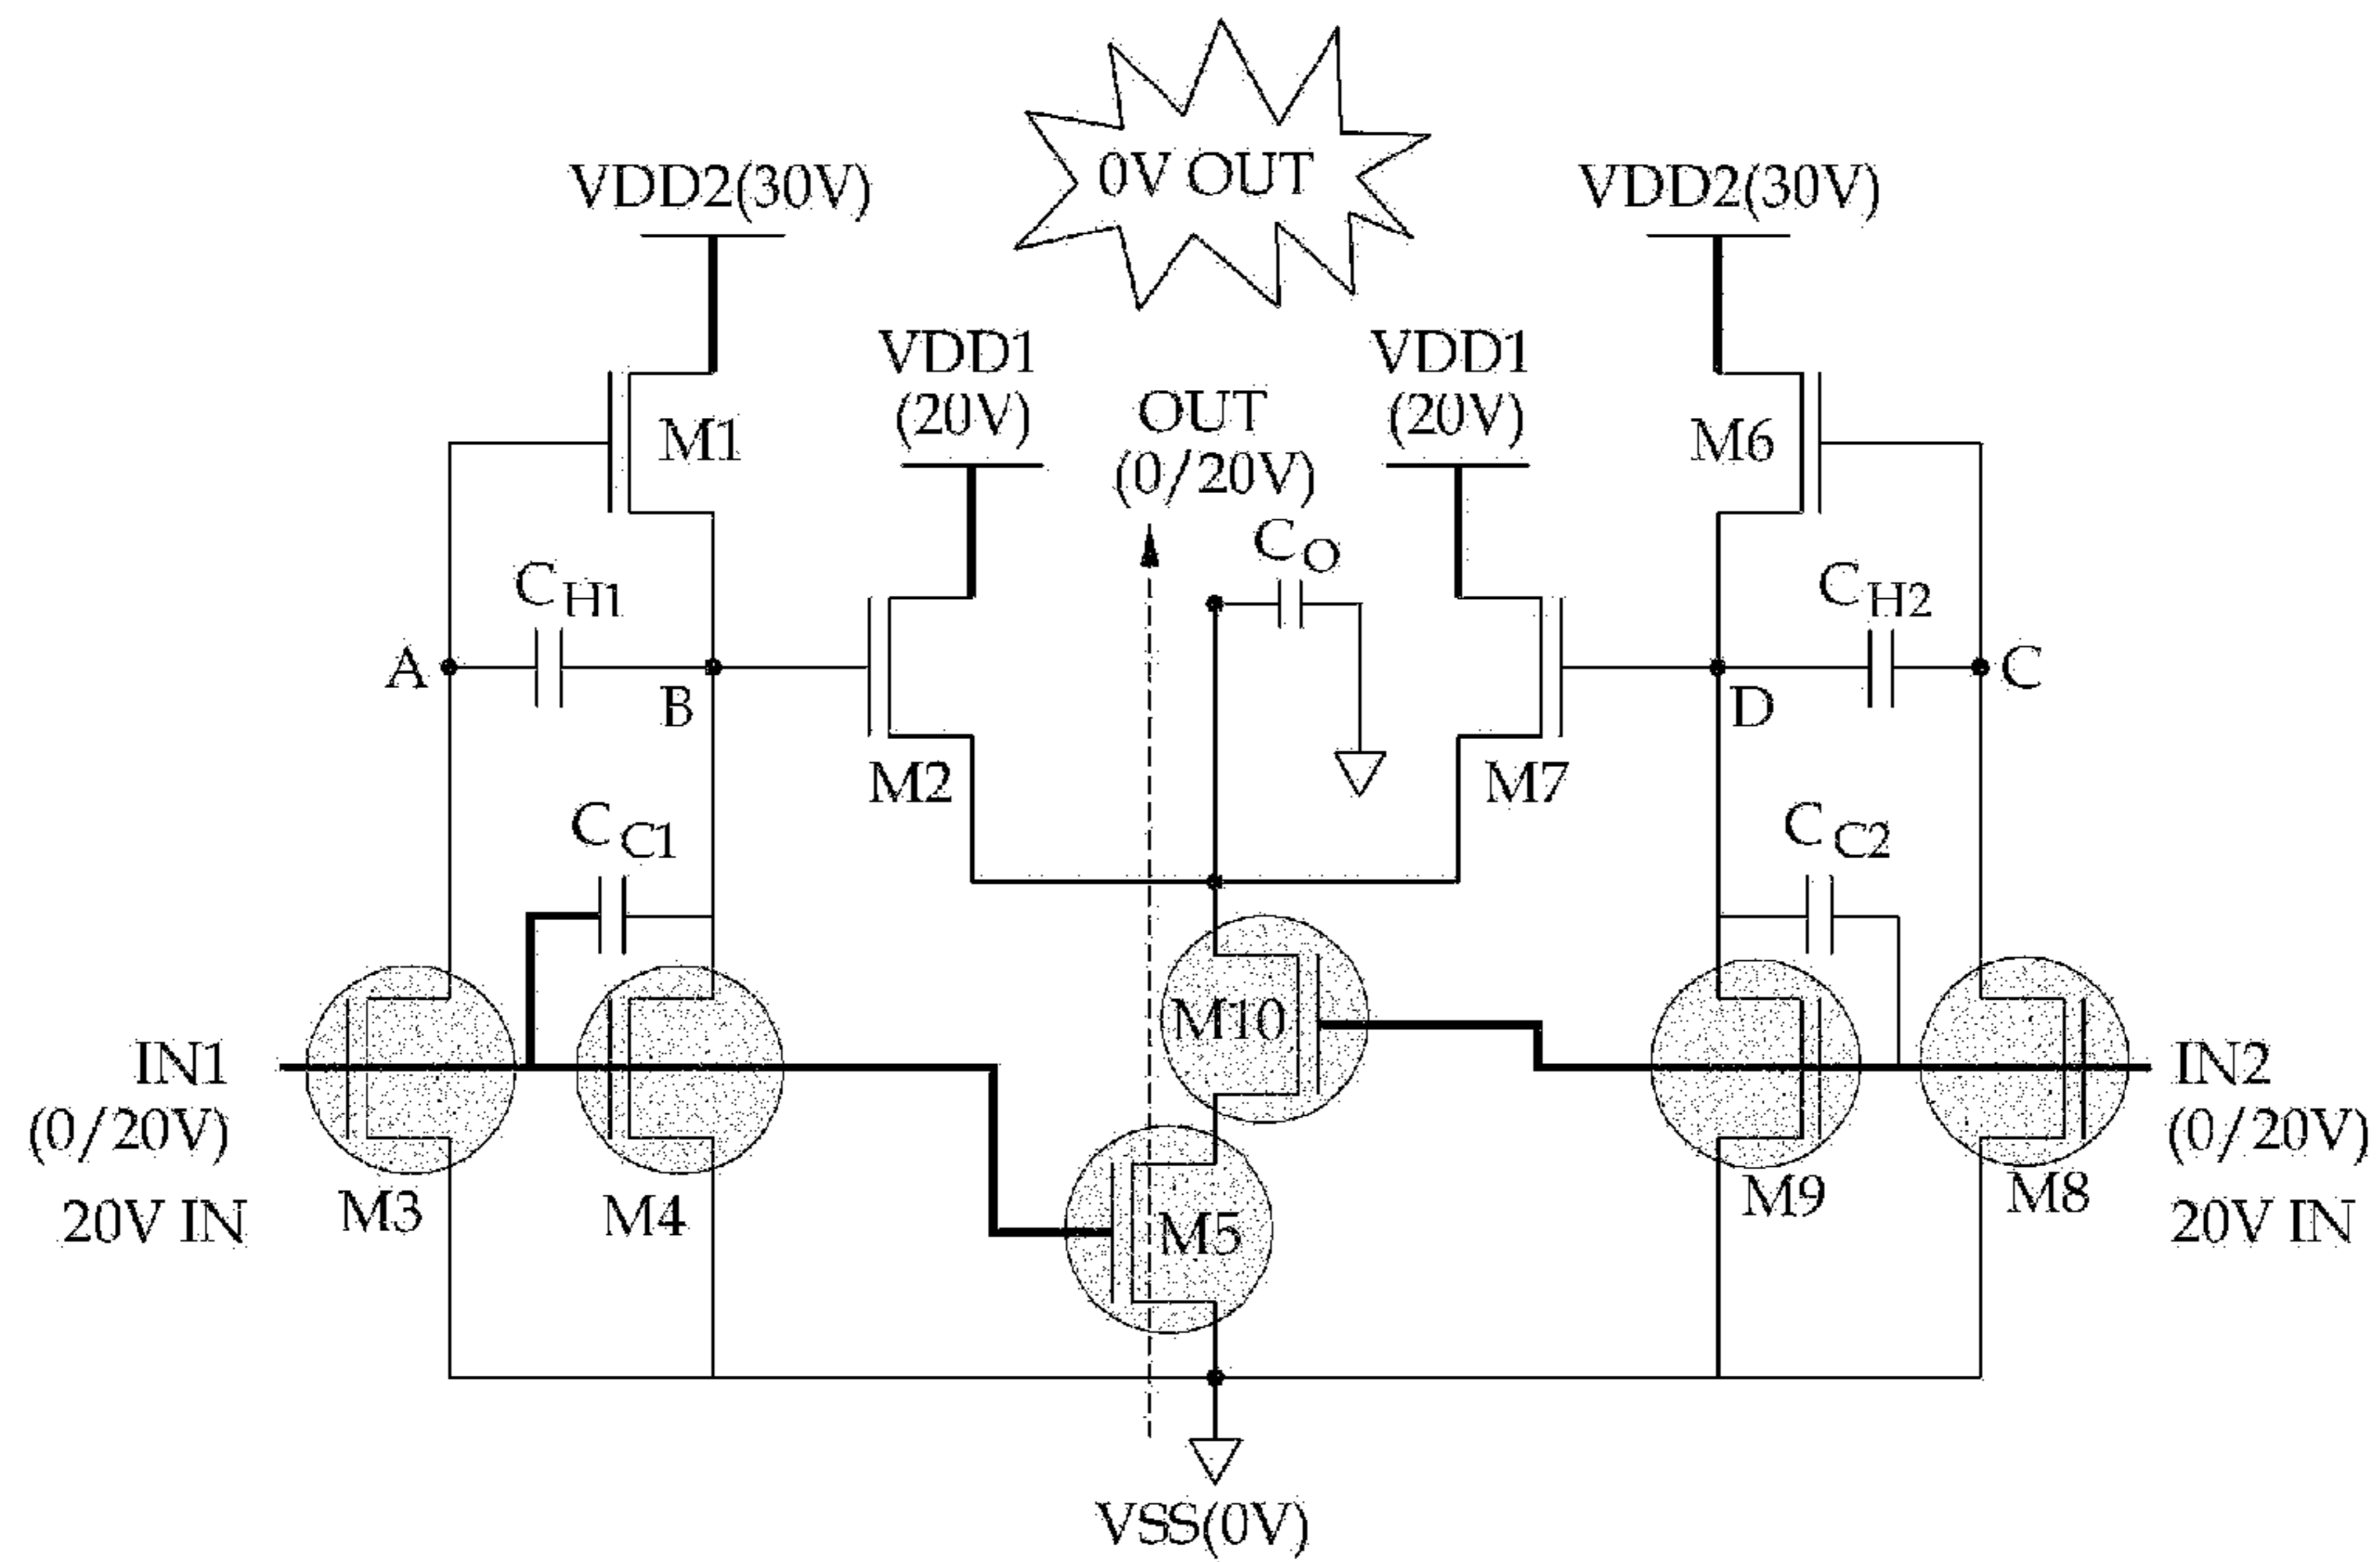 0V OUT
VDD2(30V)
VDD2(30V)
VDD1
(20V)
OUT
(0/20V)
VDD1
(20V)
M1
M6
CO
CH1
CH2
A
B
D
C
M2
M7
CC1
CC2
M10
IN1
(0/20V)
20V IN
IN2
(0/20V)
20V IN
M3
M4
M5
M9
M8
VSS(0V)